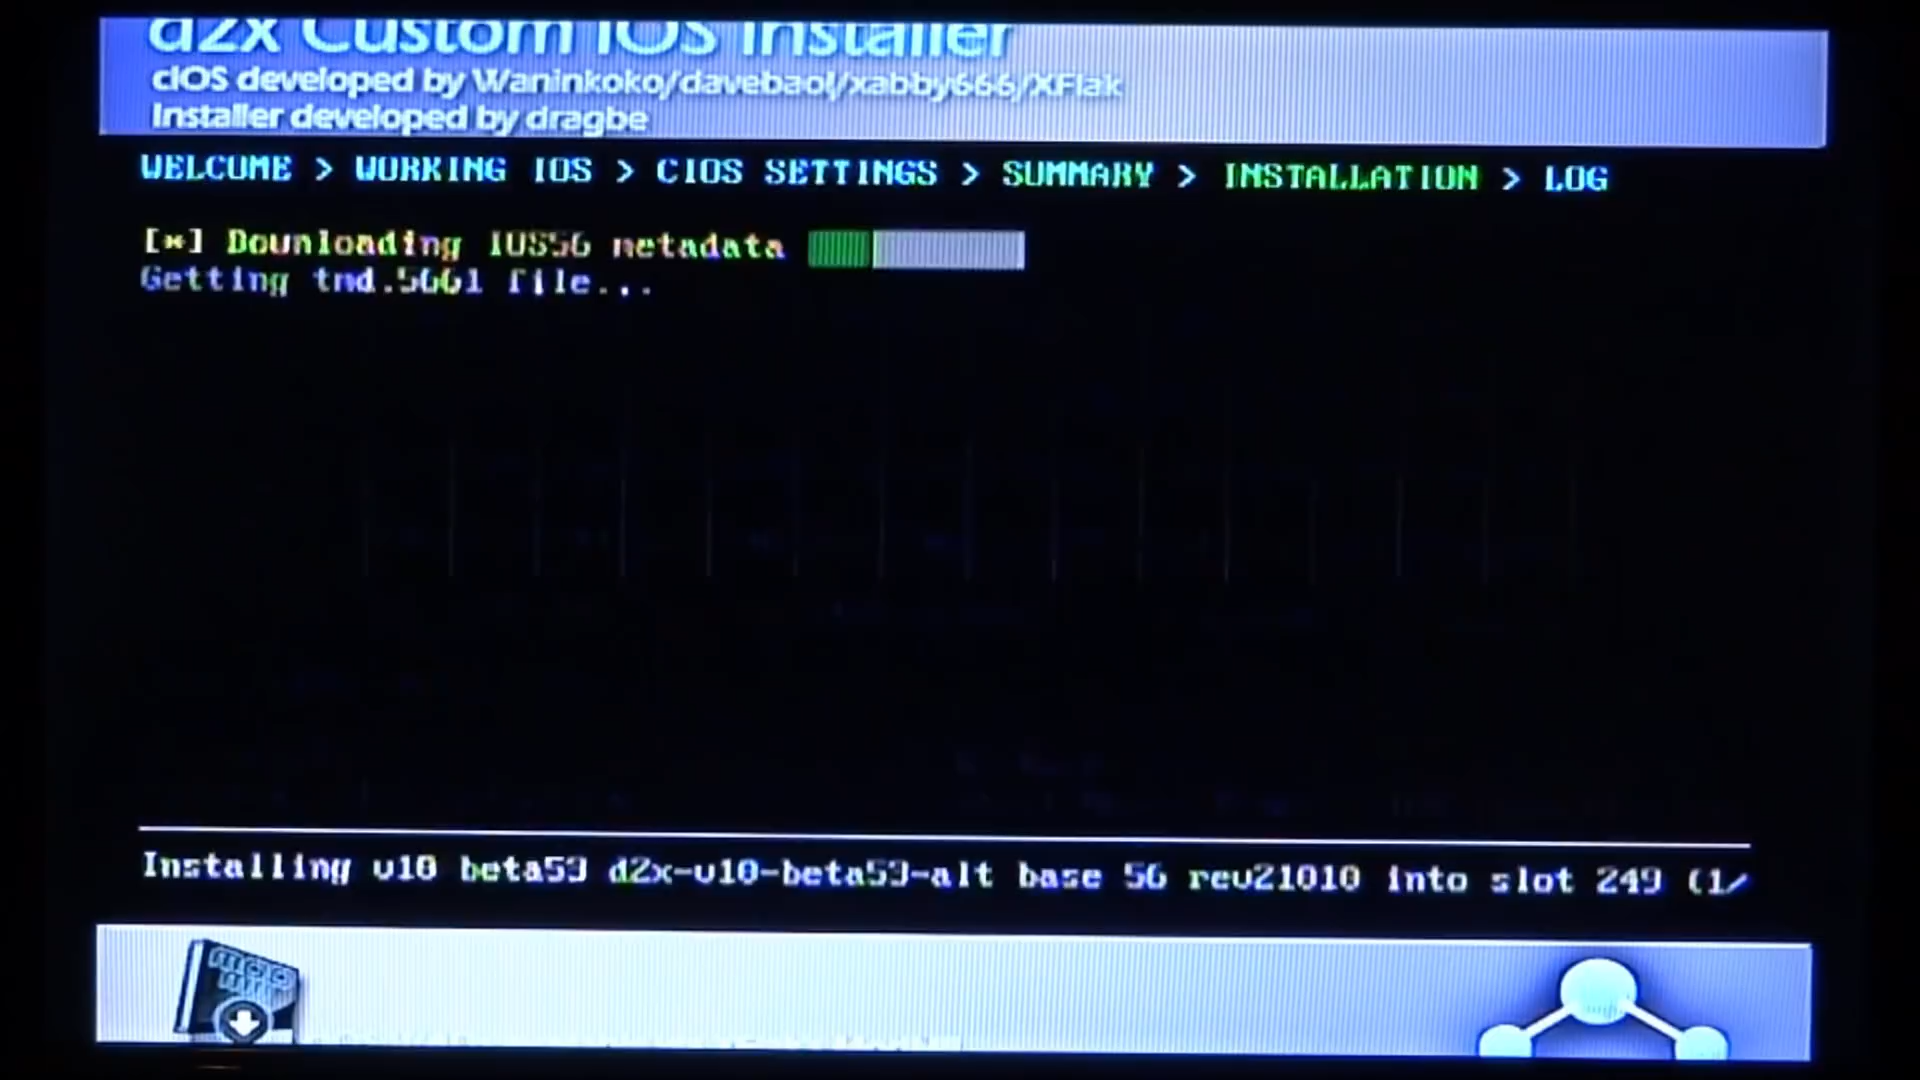 d2x Custom IOS Installer
cIOS developed by Waninkoko/davebaol/xabby666/XFlak
Installer developed by dragbe
WELCOME > WORKING IOS > CIOS SETTINGS > SUMMARY > INSTALLATION > LOG
[*] Downloading IOS56 metadata
Getting tmd.5661 file...
Installing v10 beta53 d2x-v10-beta53-alt base 56 rev21010 into slot 249 (1/